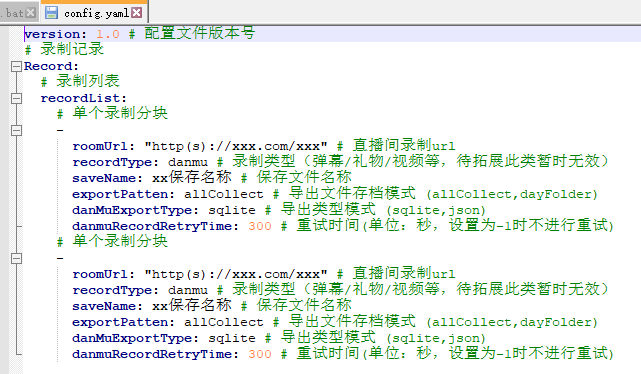 .bat
config.yaml
version: 1.0 # 配置文件版本号
# 录制记录
Record:
# 录制列表
recordList:
# 单个录制分块
-
roomUrl: "http(s)://xxx.com/xxx" # 直播间录制url
recordType: danmu # 录制类型（弹幕/礼物/视频等，待拓展此类暂时无效）
saveName: xx保存名称 # 保存文件名称
exportPatten: allCollect # 导出文件存档模式 (allCollect,dayFolder)
danMuExportType: sqlite # 导出类型模式 (sqlite,json)
danmuRecordRetryTime: 300 # 重试时间(单位：秒，设置为-1时不进行重试)
# 单个录制分块
-
roomUrl: "http(s)://xxx.com/xxx" # 直播间录制url
recordType: danmu # 录制类型（弹幕/礼物/视频等，待拓展此类暂时无效）
saveName: xx保存名称 # 保存文件名称
exportPatten: allCollect # 导出文件存档模式 (allCollect,dayFolder)
danMuExportType: sqlite # 导出类型模式 (sqlite,json)
danmuRecordRetryTime: 300 # 重试时间(单位：秒，设置为-1时不进行重试)